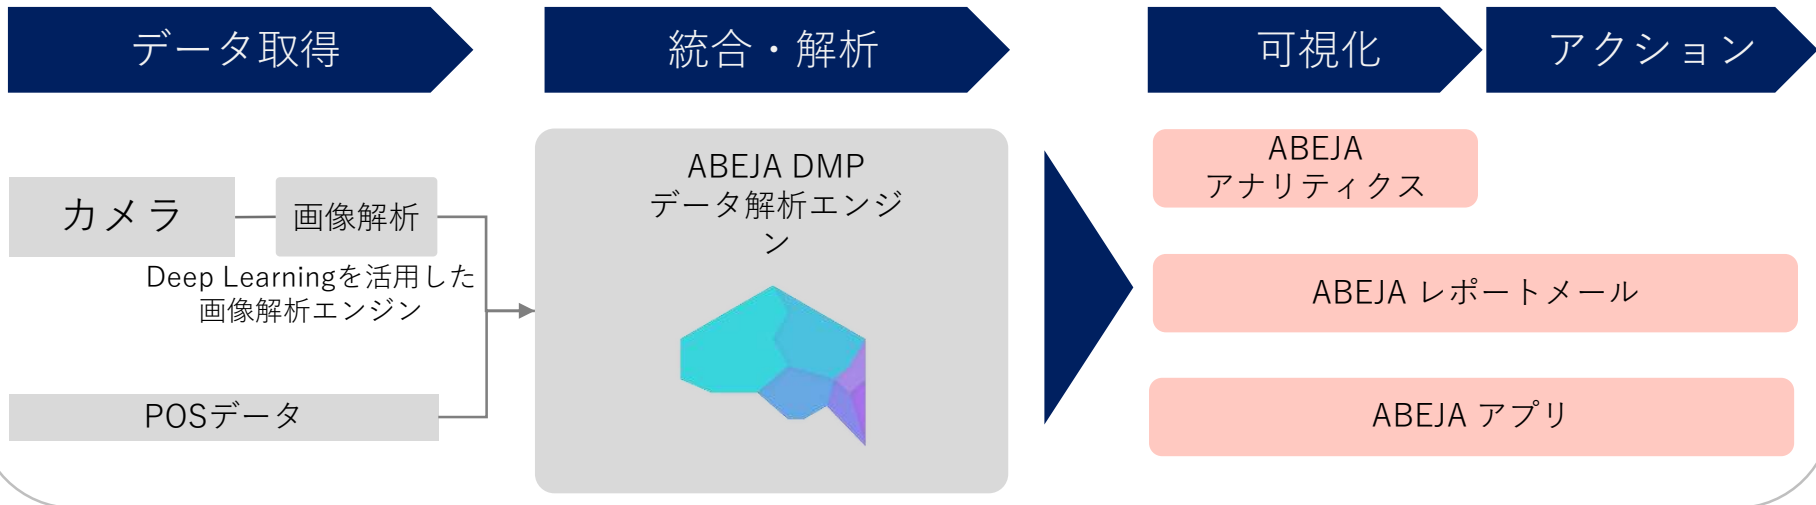 データ取得
統合・解析
可視化
アクション
カメラ
画像解析
Deep Learningを活用した
画像解析エンジン
POSデータ
ABEJA DMP
データ解析エンジ
ン
ABEJA
アナリティクス
ABEJA レポートメール
ABEJA アプリ